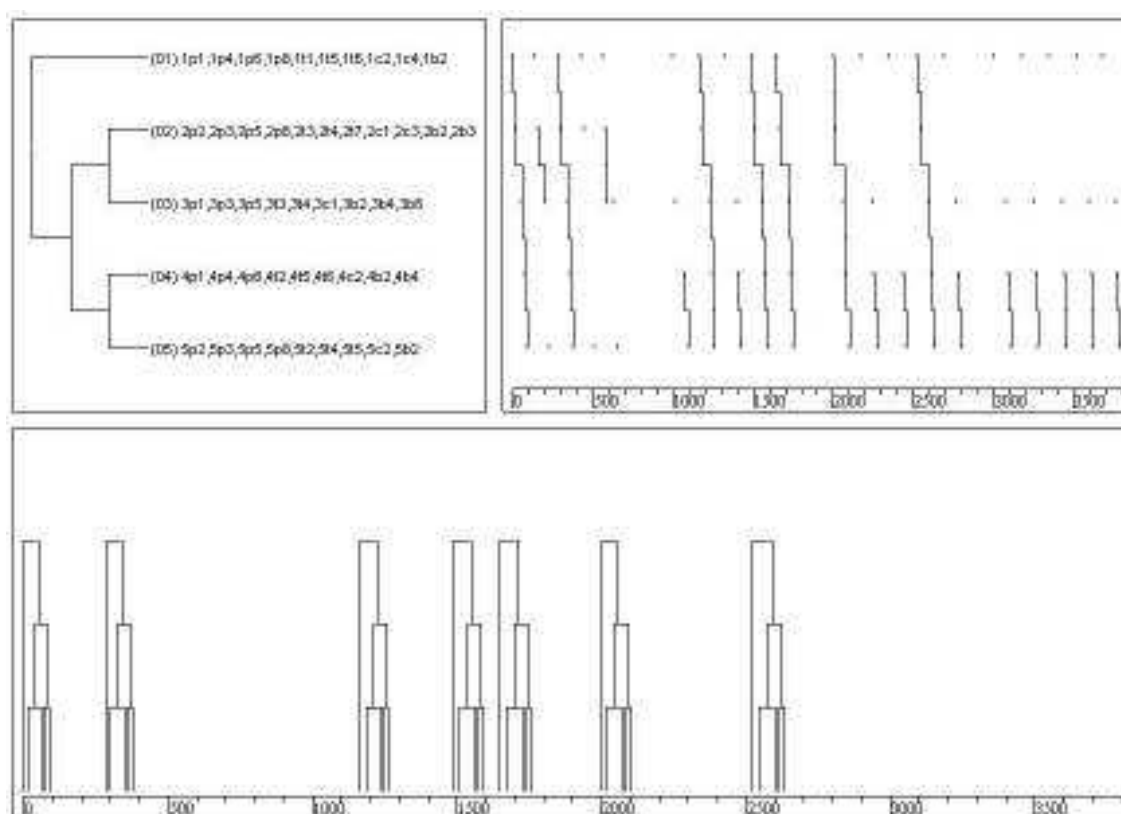 (01) 1p1,1p4,1p6,1p8,1t1,1t5,1t6,1c2,1c4,1b2
(02) 2p2,2p3,2p5,2p8,2t3,2t4,2t7,2c1,2c3,2b2,2b3
(03) 3p1,3p3,3p5,3t3,3t4,3c1,3b2,3b4,3b6
(04) 4p1,4p4,4p6,4t2,4t5,4t6,4c2,4b2,4b4
(05) 5p2,5p3,5p5,5p8,5t2,5t4,5t5,5c2,5b2
0 500 1000 1500 2000 2500 3000 3500
0 500 1000 1500 2000 2500 3000 3500